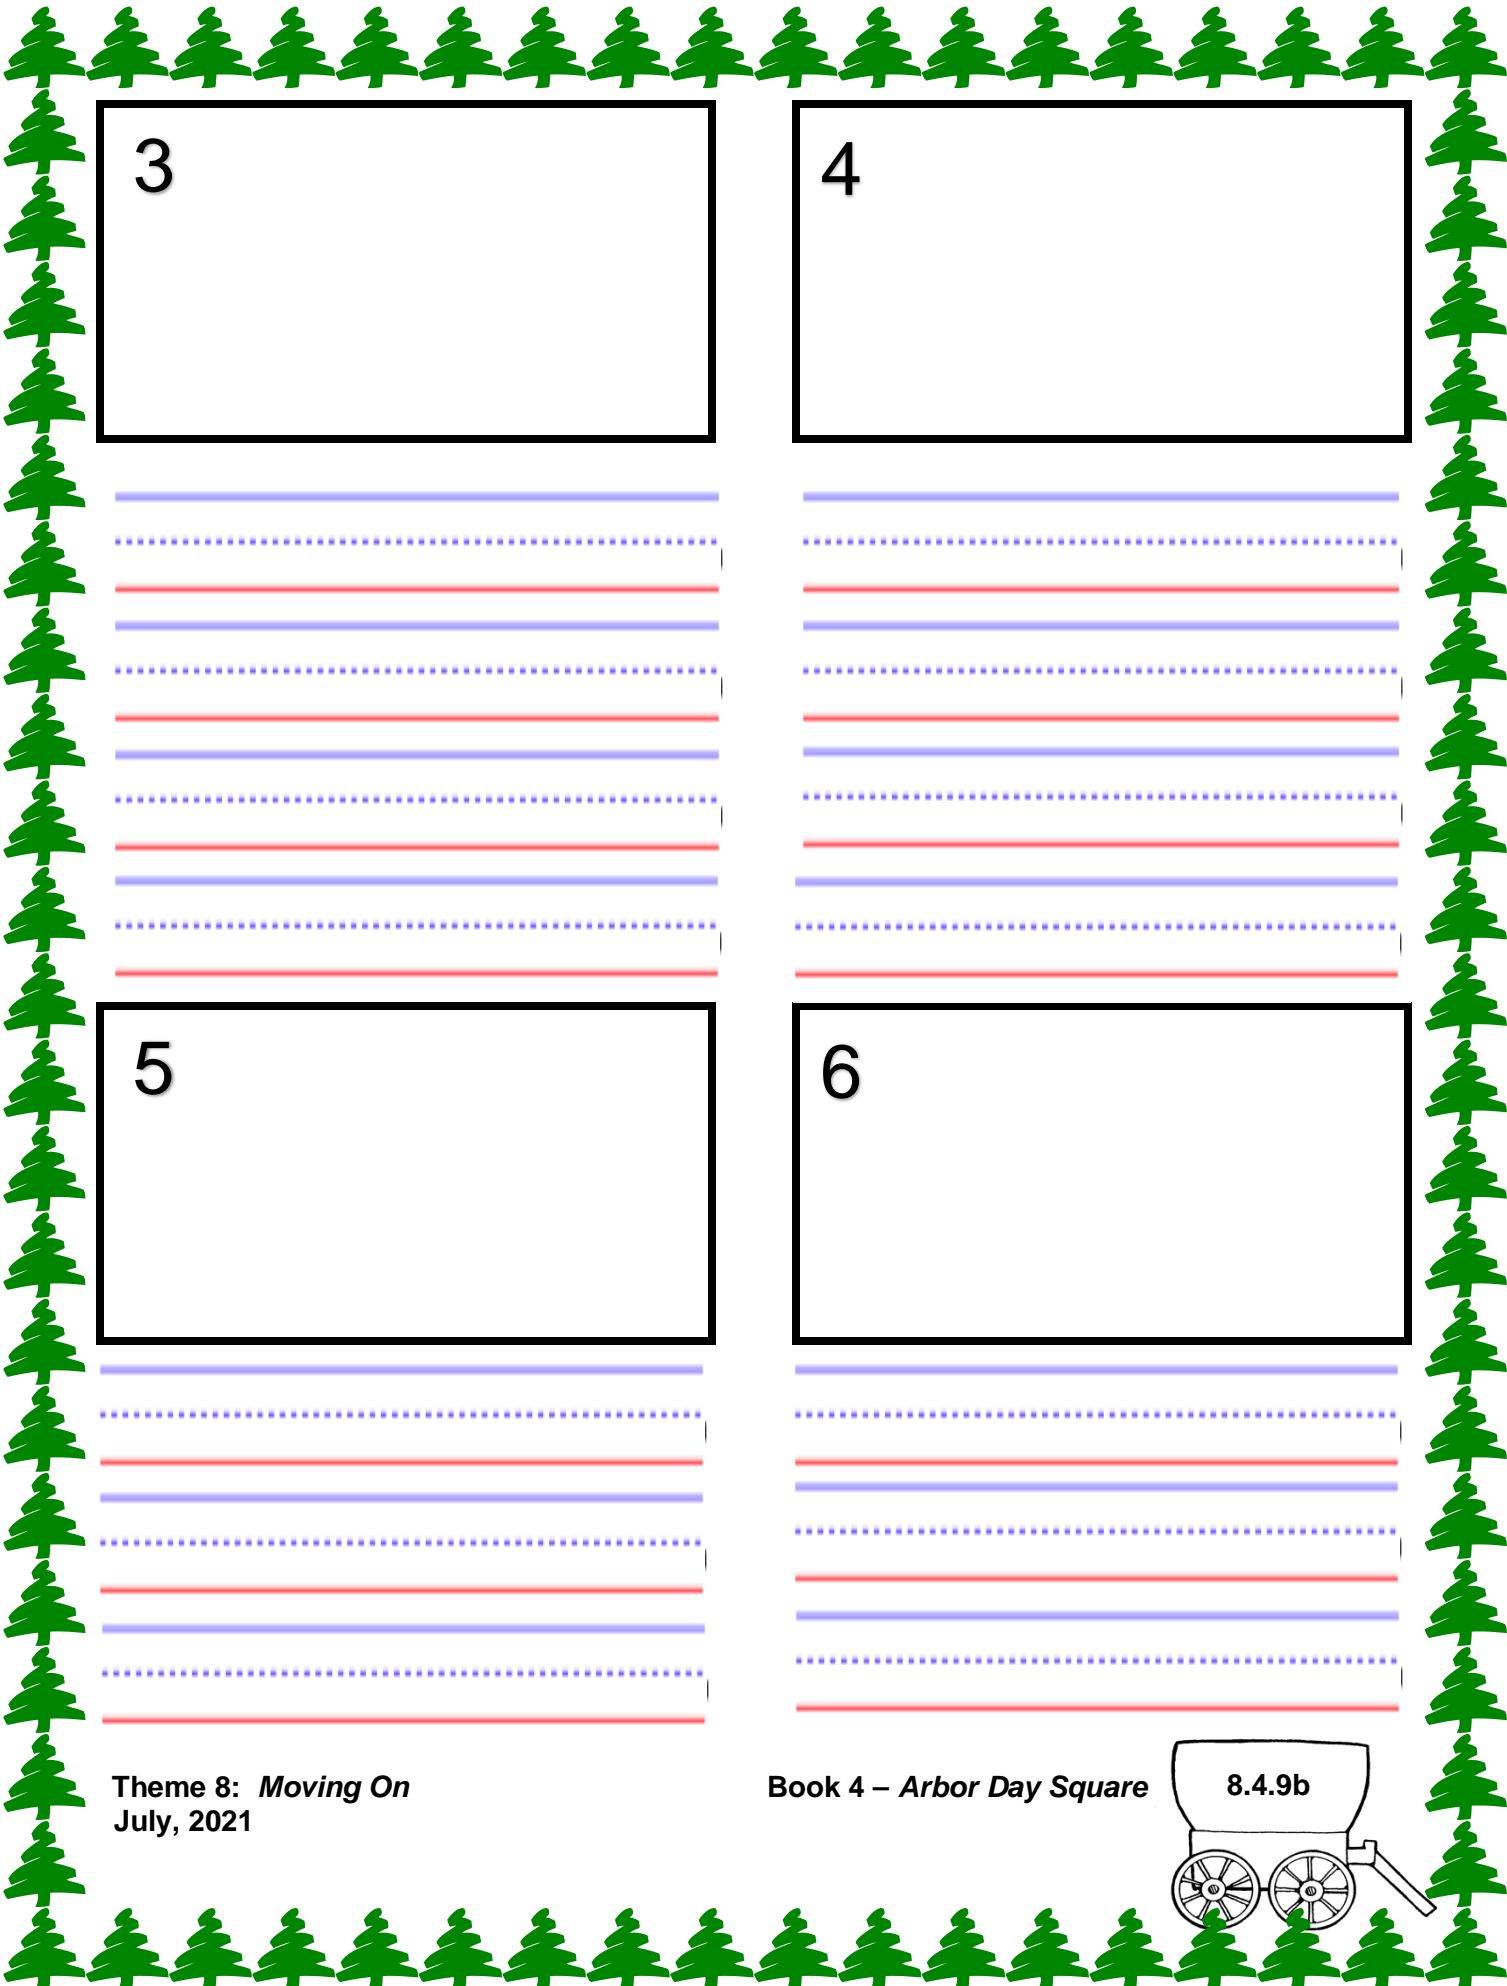 3
4
5
6
Theme 8: Moving On
July, 2021
Book 4 – Arbor Day Square
8.4.9b